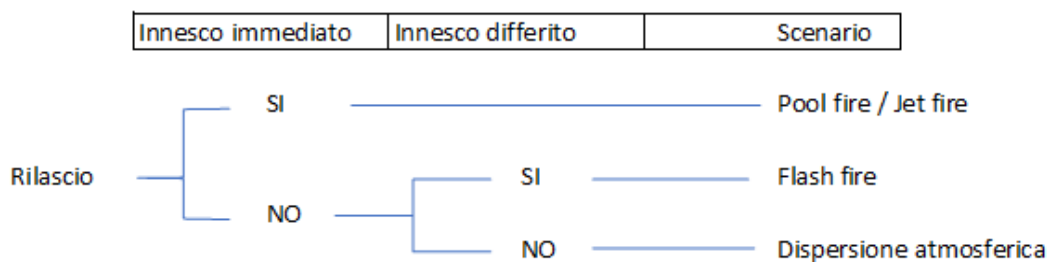 Innesco immediato Innesco differito Scenario
SI Pool fire / Jet fire
Rilascio SI Flash fire
NO
NO Dispersione atmosferica